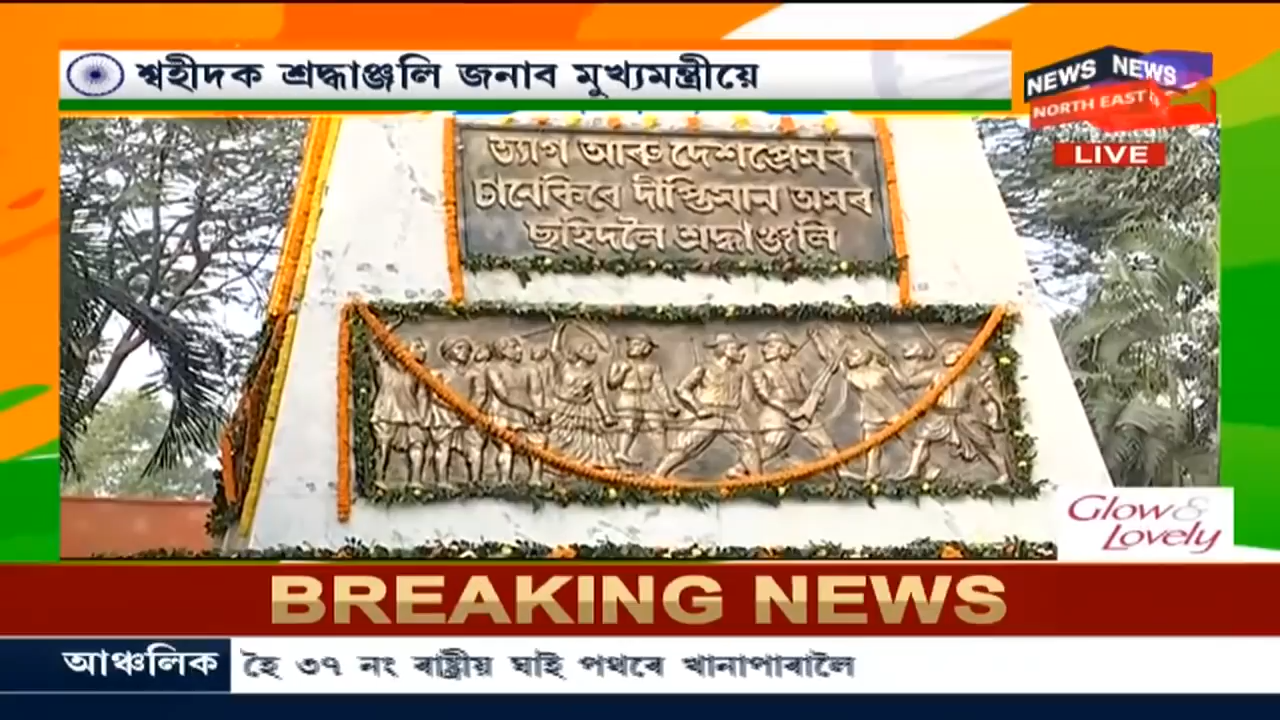 শ্বহীদক শ্ৰদ্ধাঞ্জলি জনাব মুখ্যমন্ত্ৰীয়ে
NEWS NEWS
NORTH EAST
LIVE
ত্যাগ আৰু দেশপ্ৰেমৰ
ঢানেকিৰে দীপ্তিমান অমৰ
ছহিদলৈ শ্ৰদ্ধাঞ্জলি
Glow & Lovely
BREAKING NEWS
আঞ্চলিক
হৈ ৩৭ নং ৰাষ্ট্ৰীয় ঘাই পথৰে খানাপাৰালৈ